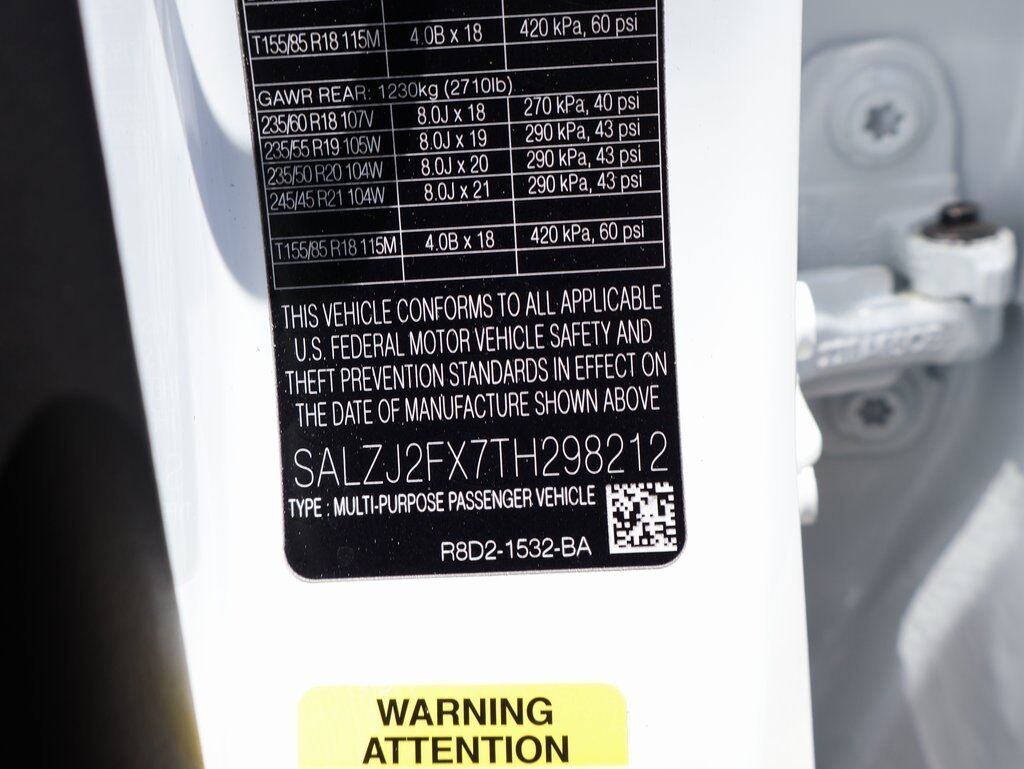 T155/85 R18 115M 4.0B x 18 420 kPa, 60 psi
GAWR REAR: 1230kg (2710lb)
235/60 R18 107V 8.0J x 18 270 kPa, 40 psi
235/55 R19 105W 8.0J x 19 290 kPa, 43 psi
235/50 R20 104W 8.0J x 20 290 kPa, 43 psi
245/45 R21 104W 8.0J x 21 290 kPa, 43 psi
T155/85 R18 115M 4.0B x 18 420 kPa, 60 psi
THIS VEHICLE CONFORMS TO ALL APPLICABLE
U.S. FEDERAL MOTOR VEHICLE SAFETY AND
THEFT PREVENTION STANDARDS IN EFFECT ON
THE DATE OF MANUFACTURE SHOWN ABOVE
SALZJ2FX7TH298212
TYPE : MULTI-PURPOSE PASSENGER VEHICLE
R8D2-1532-BA
WARNING
ATTENTION